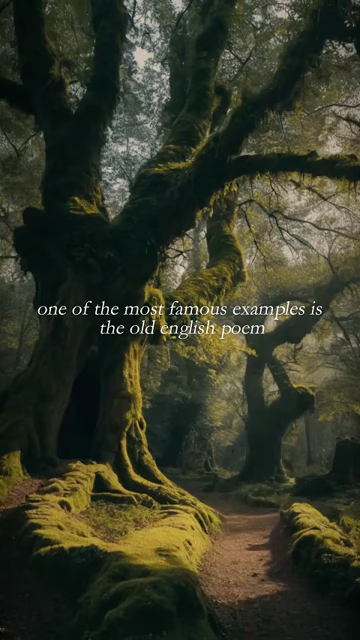 one of the most famous examples is
the old english poem